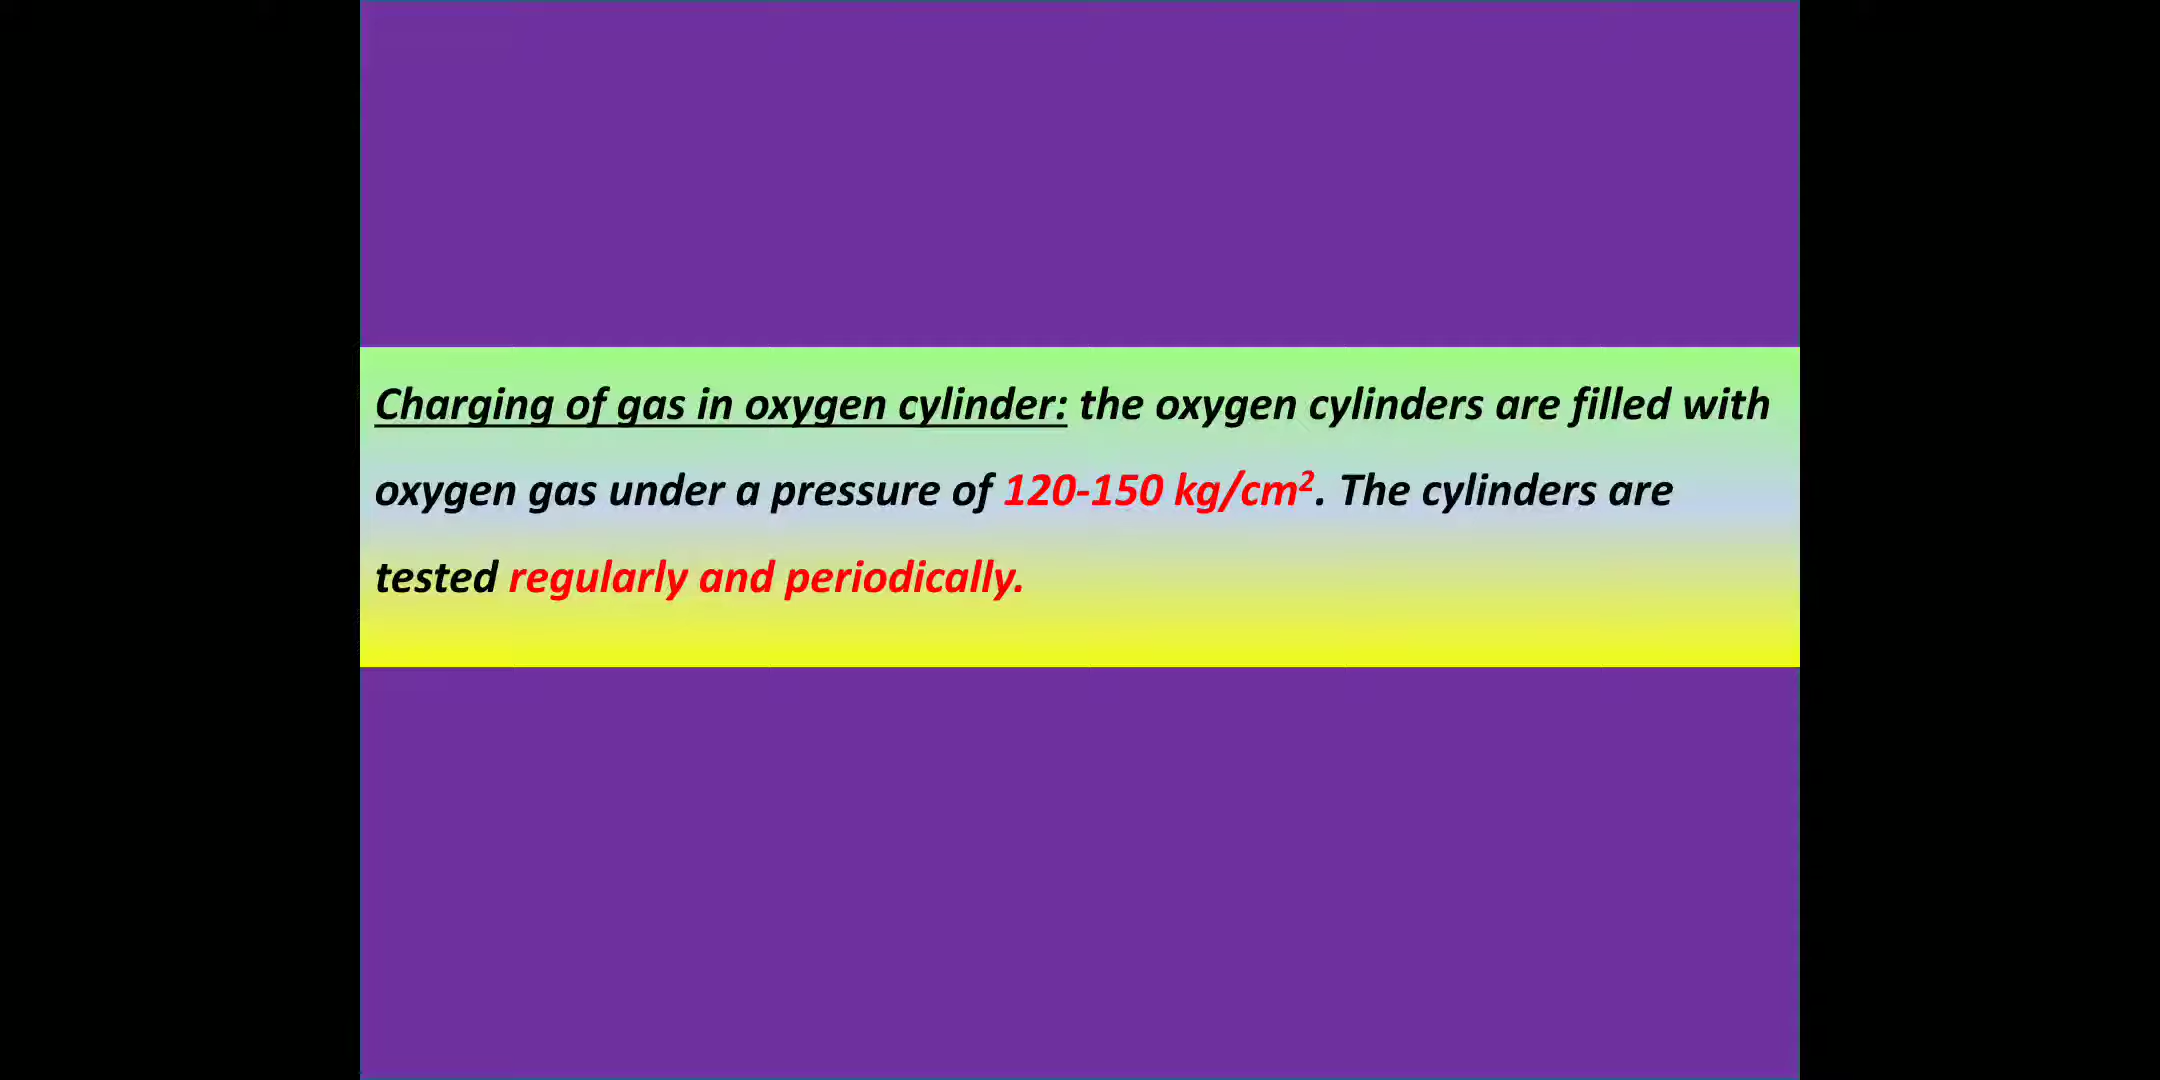 Charging of gas in oxygen cylinder: the oxygen cylinders are filled with
oxygen gas under a pressure of 120-150 kg/cm². The cylinders are
tested regularly and periodically.